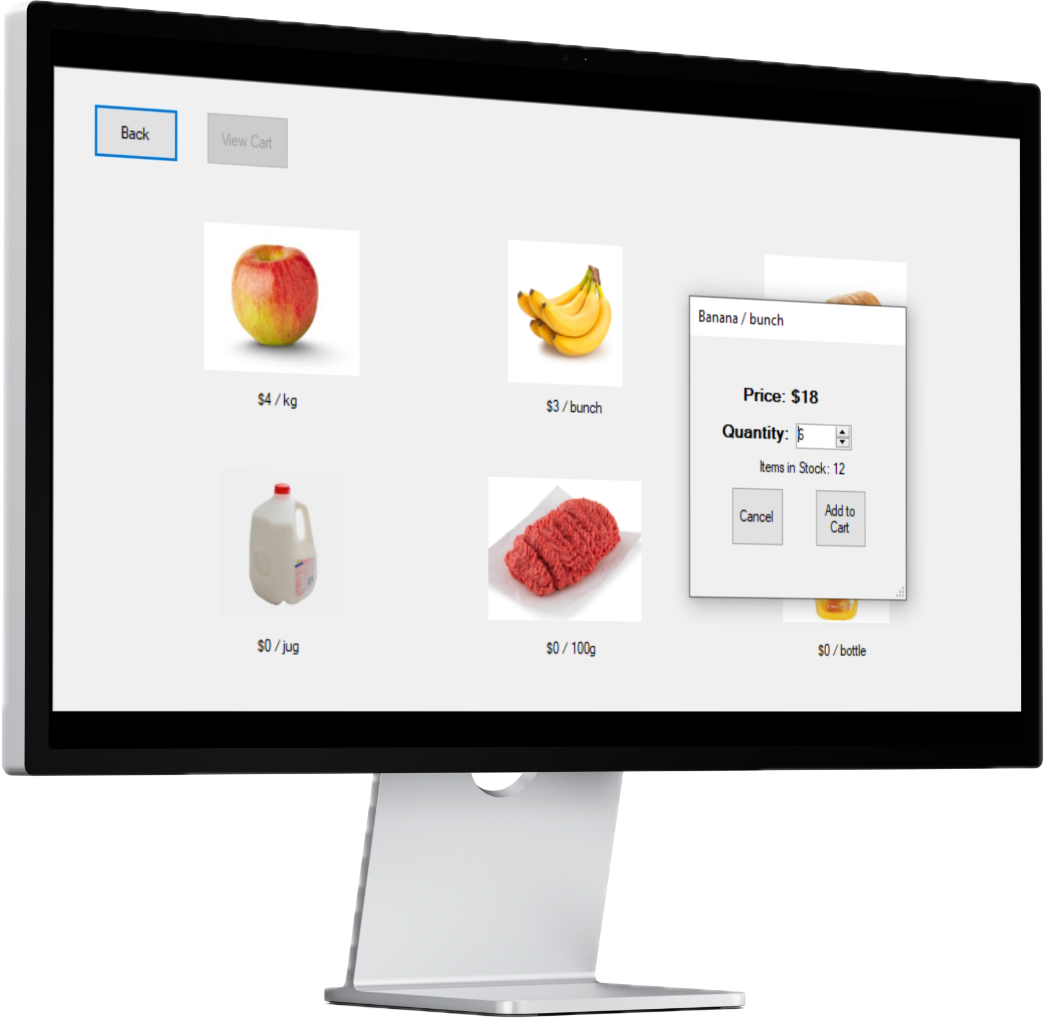 Back
View Cart
$4 / kg
$3 / bunch
Banana / bunch
Price: $18
Quantity: 6
Items in Stock: 12
Cancel
Add to
Cart
$0 / jug
$0 / 100g
$0 / bottle